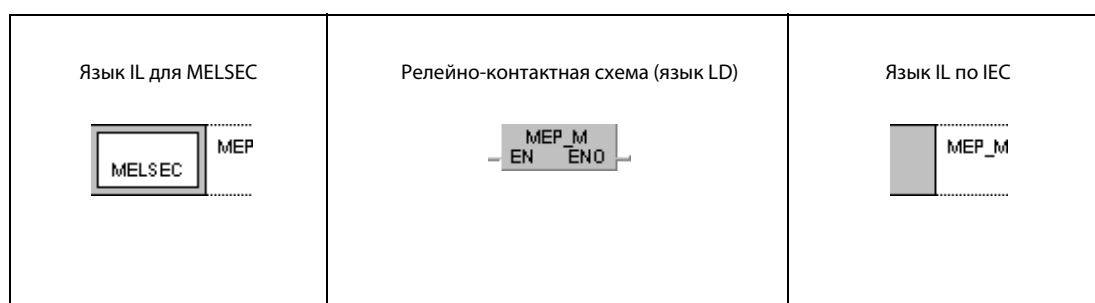 Язык IL для MELSEC
Релейно-контактная схема (язык LD)
Язык IL по IEC
MELSEC
MEP
MEP_M
EN ENO
MEP_M